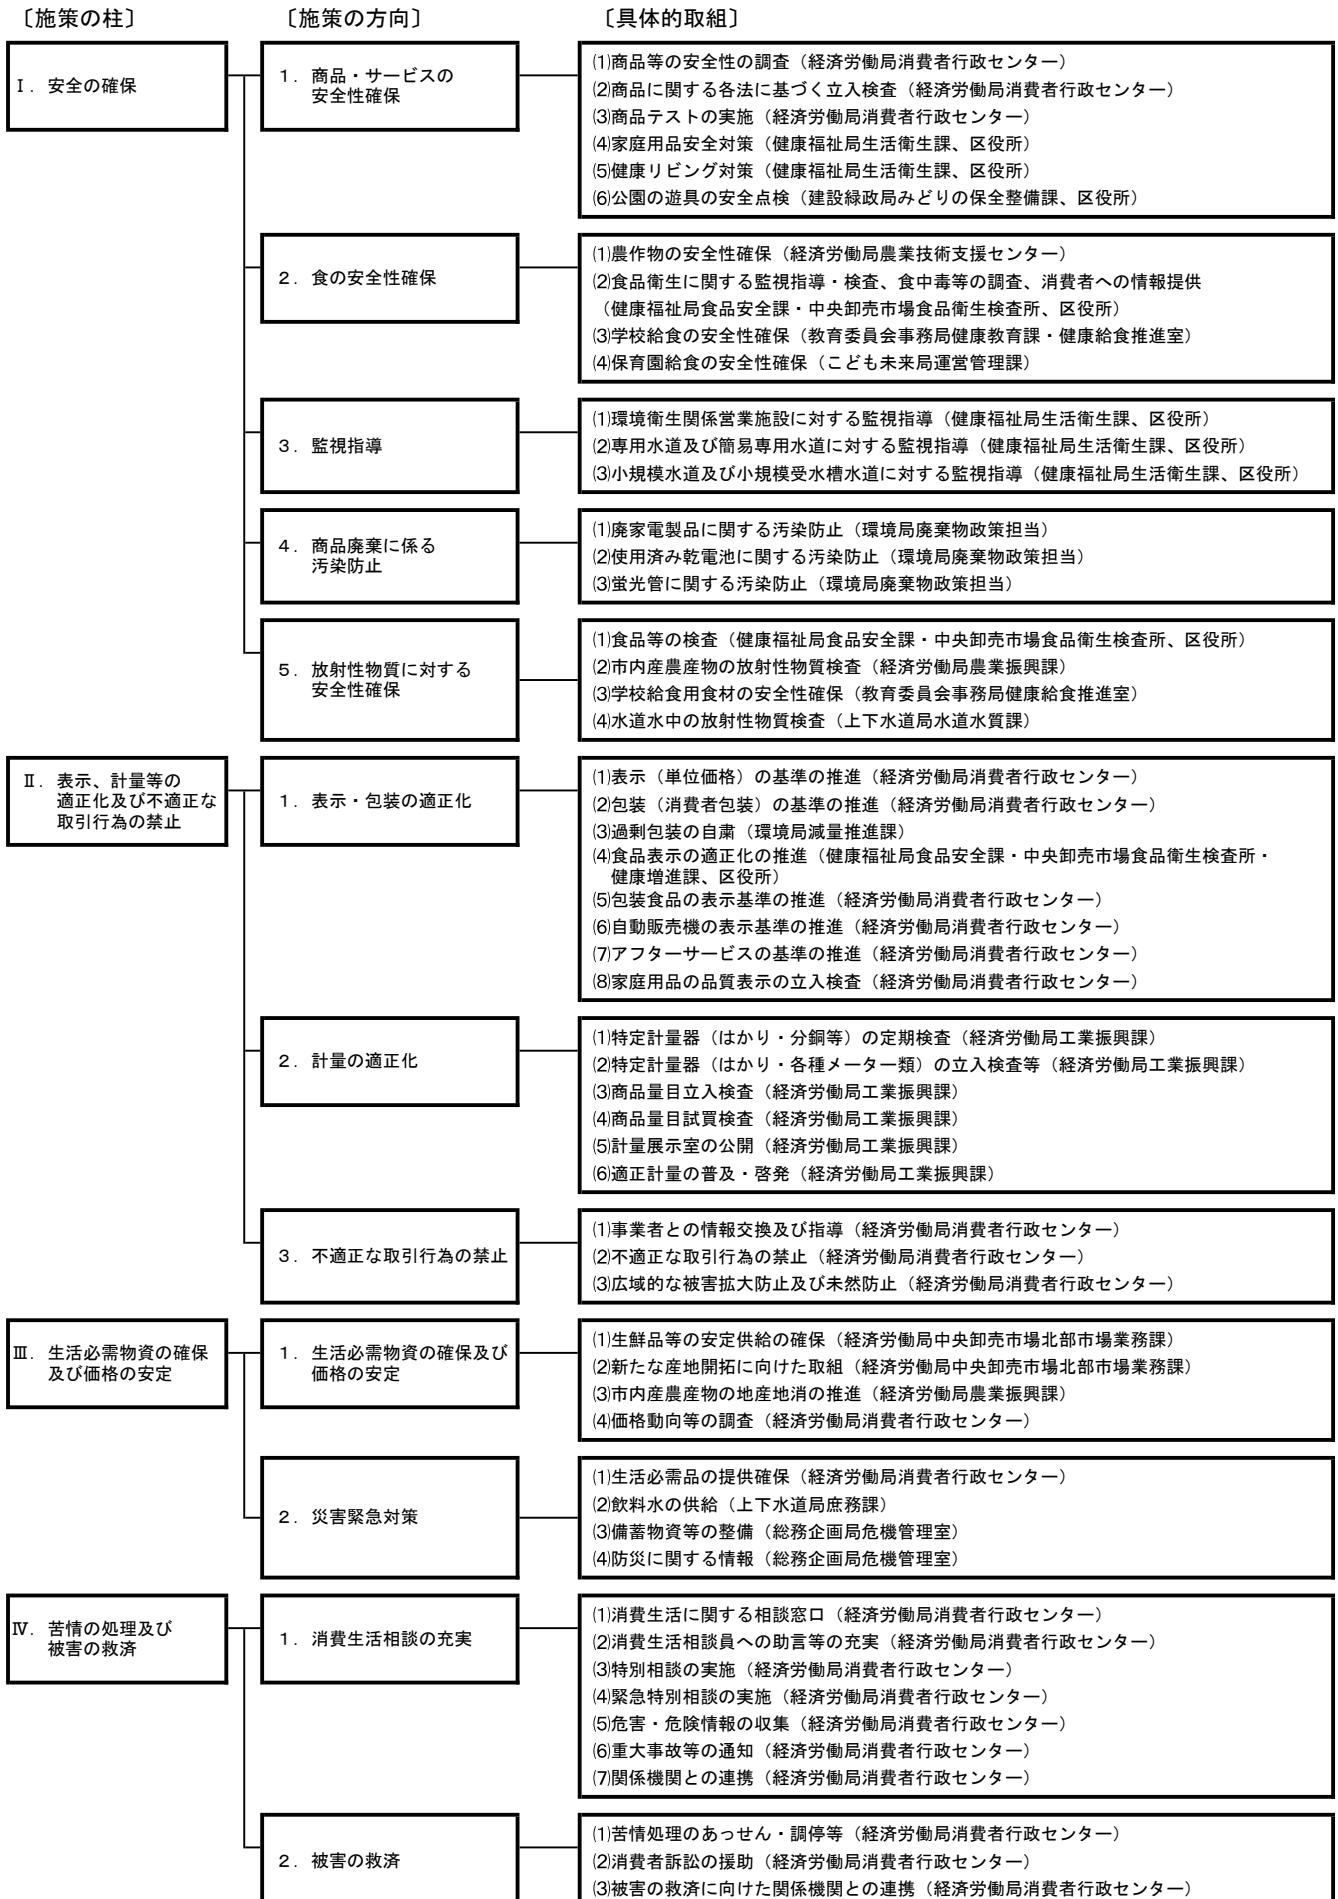 〔施策の柱〕 〔施策の方向〕 〔具体的取組〕
Ⅰ．安全の確保
１．商品・サービスの
安全性確保
⑴商品等の安全性の調査（経済労働局消費者行政センター）
⑵商品に関する各法に基づく立入検査（経済労働局消費者行政センター）
⑶商品テストの実施（経済労働局消費者行政センター）
⑷家庭用品安全対策（健康福祉局生活衛生課、区役所）
⑸健康リビング対策（健康福祉局生活衛生課、区役所）
⑹公園の遊具の安全点検（建設緑政局みどりの保全整備課、区役所）
２．食の安全性確保
⑴農作物の安全性確保（経済労働局農業技術支援センター）
⑵食品衛生に関する監視指導・検査、食中毒等の調査、消費者への情報提供
（健康福祉局食品安全課・中央卸売市場食品衛生検査所、区役所）
⑶学校給食の安全性確保（教育委員会事務局健康教育課・健康給食推進室）
⑷保育園給食の安全性確保（こども未来局運営管理課）
３．監視指導
⑴環境衛生関係営業施設に対する監視指導（健康福祉局生活衛生課、区役所）
⑵専用水道及び簡易専用水道に対する監視指導（健康福祉局生活衛生課、区役所）
⑶小規模水道及び小規模受水槽水道に対する監視指導（健康福祉局生活衛生課、区役所）
４．商品廃棄に係る
汚染防止
⑴廃家電製品に関する汚染防止（環境局廃棄物政策担当）
⑵使用済み乾電池に関する汚染防止（環境局廃棄物政策担当）
⑶蛍光管に関する汚染防止（環境局廃棄物政策担当）
５．放射性物質に対する
安全性確保
⑴食品等の検査（健康福祉局食品安全課・中央卸売市場食品衛生検査所、区役所）
⑵市内産農産物の放射性物質検査（経済労働局農業振興課）
⑶学校給食用食材の安全性確保（教育委員会事務局健康給食推進室）
⑷水道水中の放射性物質検査（上下水道局水道水質課）
Ⅱ．表示、計量等の
適正化及び不適正な
取引行為の禁止
１．表示・包装の適正化
⑴表示（単位価格）の基準の推進（経済労働局消費者行政センター）
⑵包装（消費者包装）の基準の推進（経済労働局消費者行政センター）
⑶過剰包装の自粛（環境局減量推進課）
⑷食品表示の適正化の推進（健康福祉局食品安全課・中央卸売市場食品衛生検査所・
健康増進課、区役所）
⑸包装食品の表示基準の推進（経済労働局消費者行政センター）
⑹自動販売機の表示基準の推進（経済労働局消費者行政センター）
⑺アフターサービスの基準の推進（経済労働局消費者行政センター）
⑻家庭用品の品質表示の立入検査（経済労働局消費者行政センター）
２．計量の適正化
⑴特定計量器（はかり・分銅等）の定期検査（経済労働局工業振興課）
⑵特定計量器（はかり・各種メーター類）の立入検査等（経済労働局工業振興課）
⑶商品量目立入検査（経済労働局工業振興課）
⑷商品量目試買検査（経済労働局工業振興課）
⑸計量展示室の公開（経済労働局工業振興課）
⑹適正計量の普及・啓発（経済労働局工業振興課）
３．不適正な取引行為の禁止
⑴事業者との情報交換及び指導（経済労働局消費者行政センター）
⑵不適正な取引行為の禁止（経済労働局消費者行政センター）
⑶広域的な被害拡大防止及び未然防止（経済労働局消費者行政センター）
Ⅲ．生活必需物資の確保
及び価格の安定
１．生活必需物資の確保及び
価格の安定
⑴生鮮品等の安定供給の確保（経済労働局中央卸売市場北部市場業務課）
⑵新たな産地開拓に向けた取組（経済労働局中央卸売市場北部市場業務課）
⑶市内産農産物の地産地消の推進（経済労働局農業振興課）
⑷価格動向等の調査（経済労働局消費者行政センター）
２．災害緊急対策
⑴生活必需品の提供確保（経済労働局消費者行政センター）
⑵飲料水の供給（上下水道局庶務課）
⑶備蓄物資等の整備（総務企画局危機管理室）
⑷防災に関する情報（総務企画局危機管理室）
Ⅳ．苦情の処理及び
被害の救済
１．消費生活相談の充実
⑴消費生活に関する相談窓口（経済労働局消費者行政センター）
⑵消費生活相談員への助言等の充実（経済労働局消費者行政センター）
⑶特別相談の実施（経済労働局消費者行政センター）
⑷緊急特別相談の実施（経済労働局消費者行政センター）
⑸危害・危険情報の収集（経済労働局消費者行政センター）
⑹重大事故等の通知（経済労働局消費者行政センター）
⑺関係機関との連携（経済労働局消費者行政センター）
２．被害の救済
⑴苦情処理のあっせん・調停等（経済労働局消費者行政センター）
⑵消費者訴訟の援助（経済労働局消費者行政センター）
⑶被害の救済に向けた関係機関との連携（経済労働局消費者行政センター）